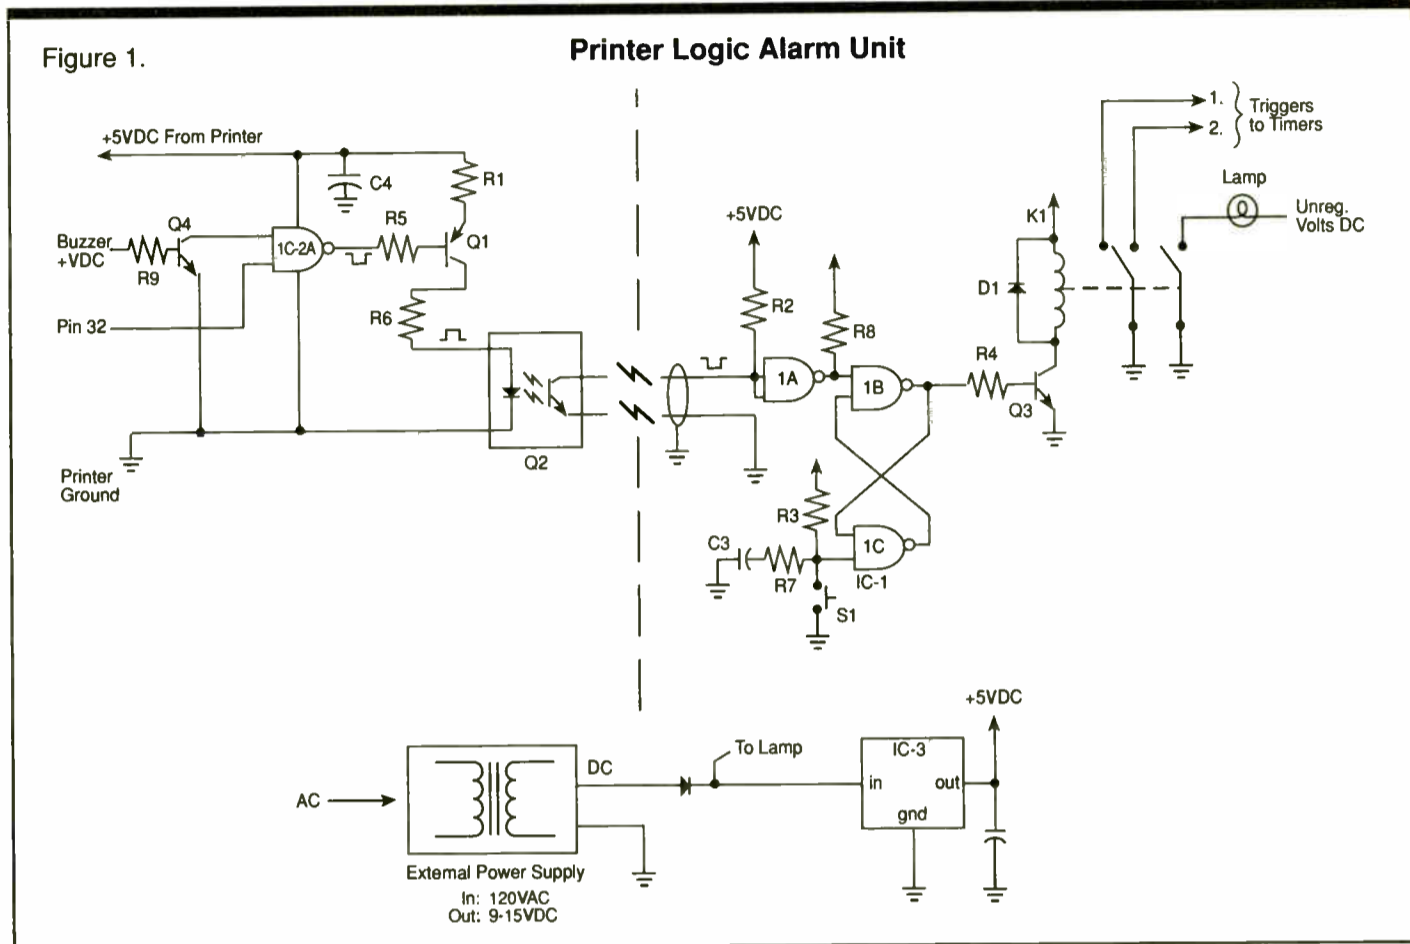 Figure 1.
Printer Logic Alarm Unit
+5VDC From Printer
C4
R1
Q4
R5
Q1
Buzzer
+VDC
R9
1C-2A
R6
Pin 32
Q2
Printer
Ground
+5VDC
R2
R8
1A
1B
R4
Q3
K1
D1
1.
2.
Triggers
to Timers
Lamp
Unreg.
Volts DC
R3
C3
R7
1C
IC-1
S1
AC
DC
To Lamp
IC-3
in
out
gnd
+5VDC
External Power Supply
In: 120VAC
Out: 9-15VDC